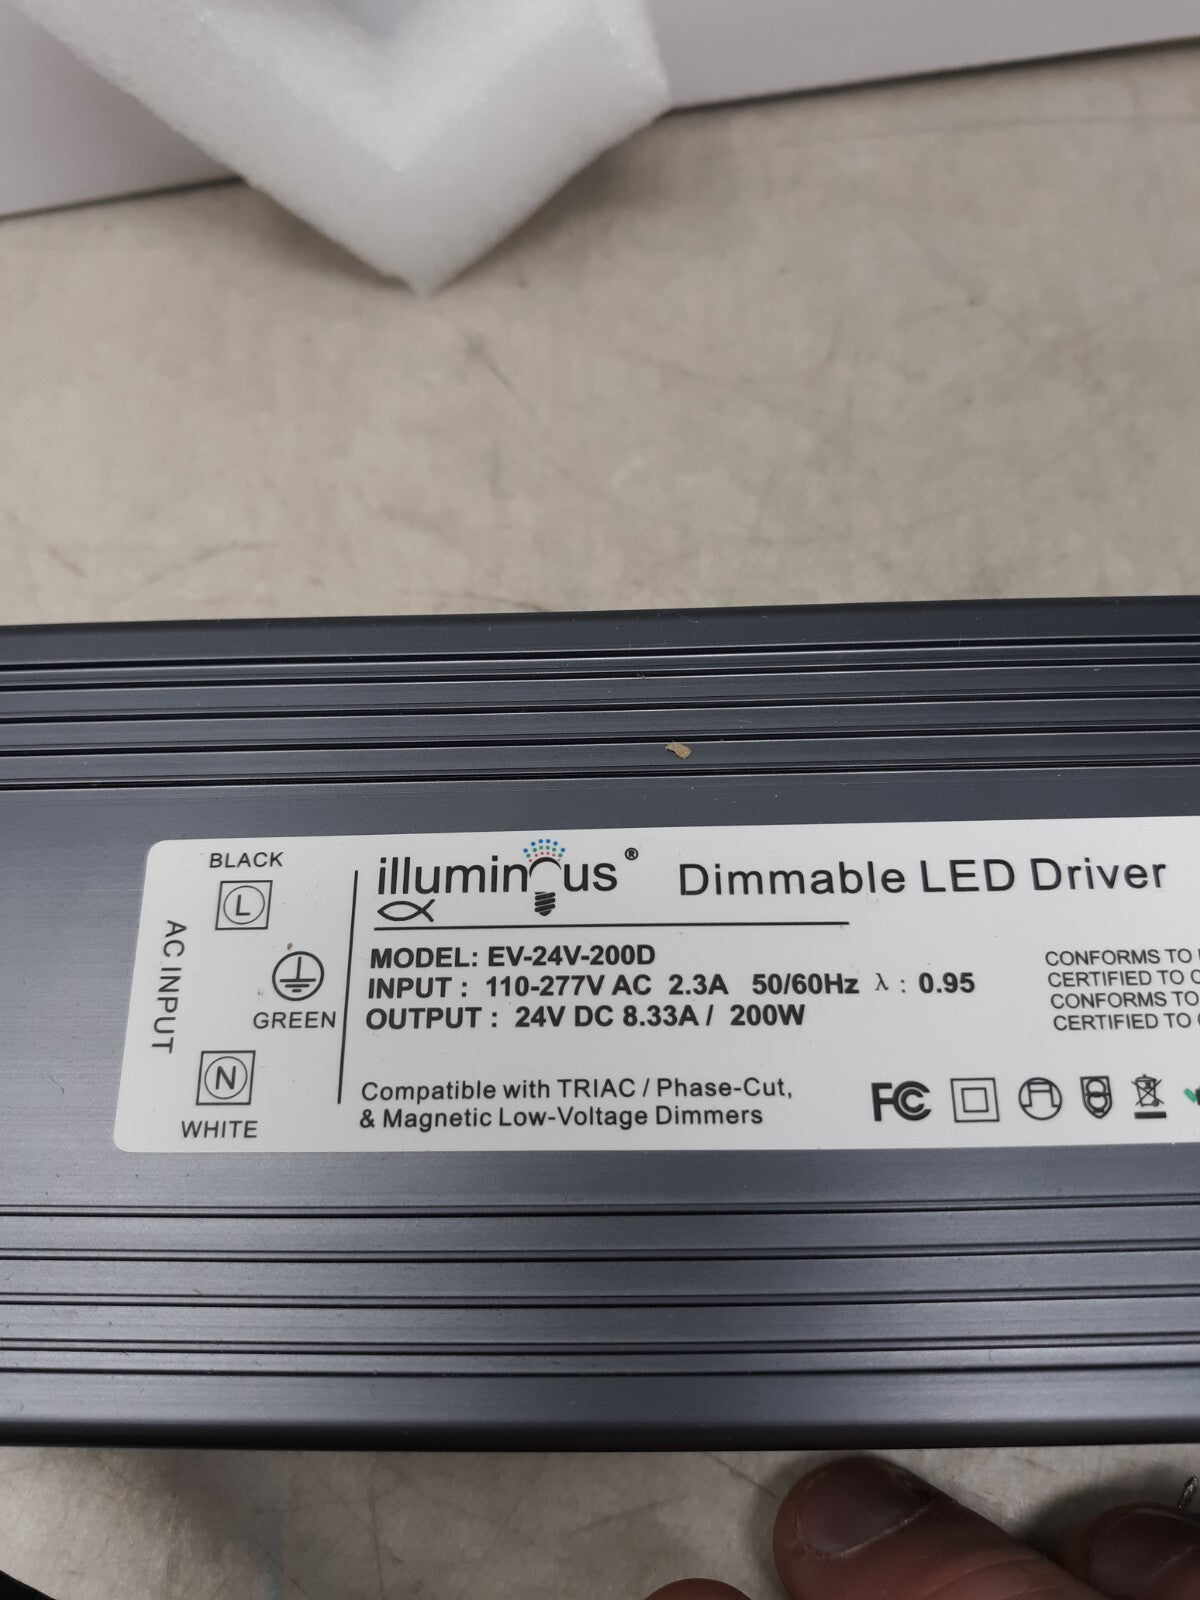 BLACK
L
AC INPUT
GREEN
N
WHITE
illuminous® Dimmable LED Driver
MODEL: EV-24V-200D
INPUT : 110-277V AC 2.3A 50/60Hz λ : 0.95
OUTPUT : 24V DC 8.33A / 200W
Compatible with TRIAC / Phase-Cut,
& Magnetic Low-Voltage Dimmers
CONFORMS TO
CERTIFIED TO
CONFORMS TO
CERTIFIED TO
FC